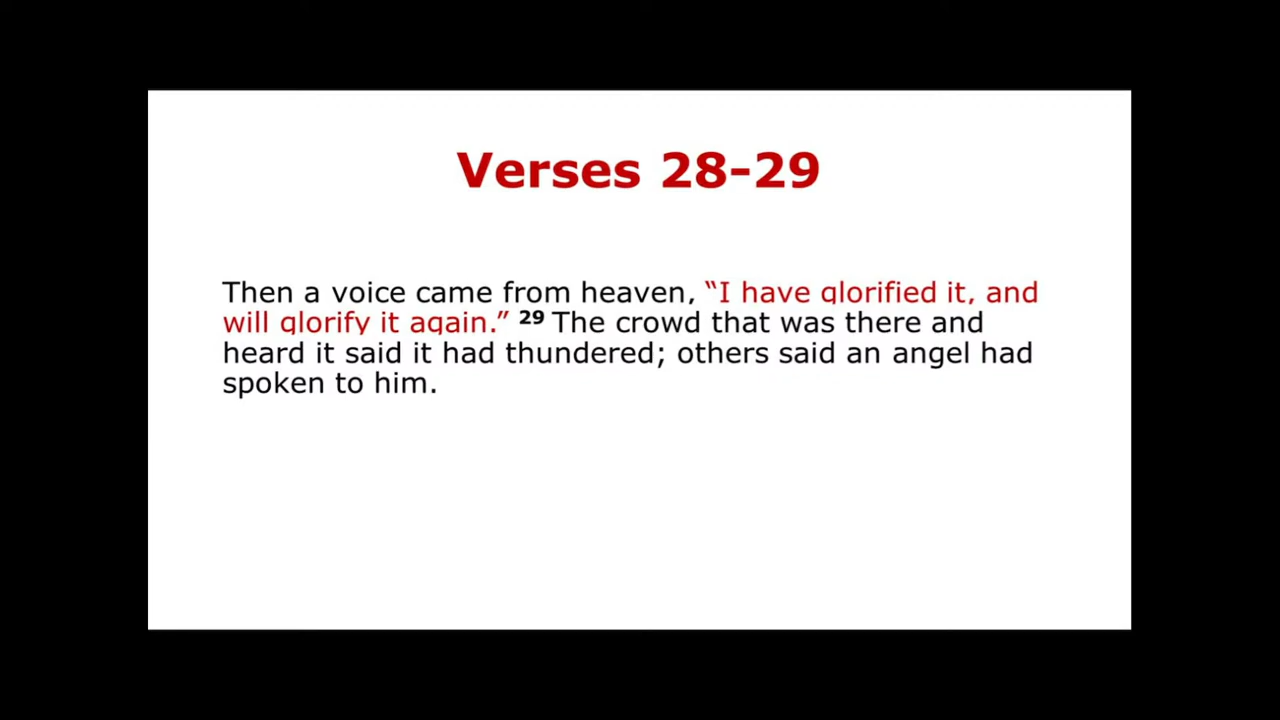 Verses 28-29
Then a voice came from heaven, “I have glorified it, and
will glorify it again.” 29 The crowd that was there and
heard it said it had thundered; others said an angel had
spoken to him.